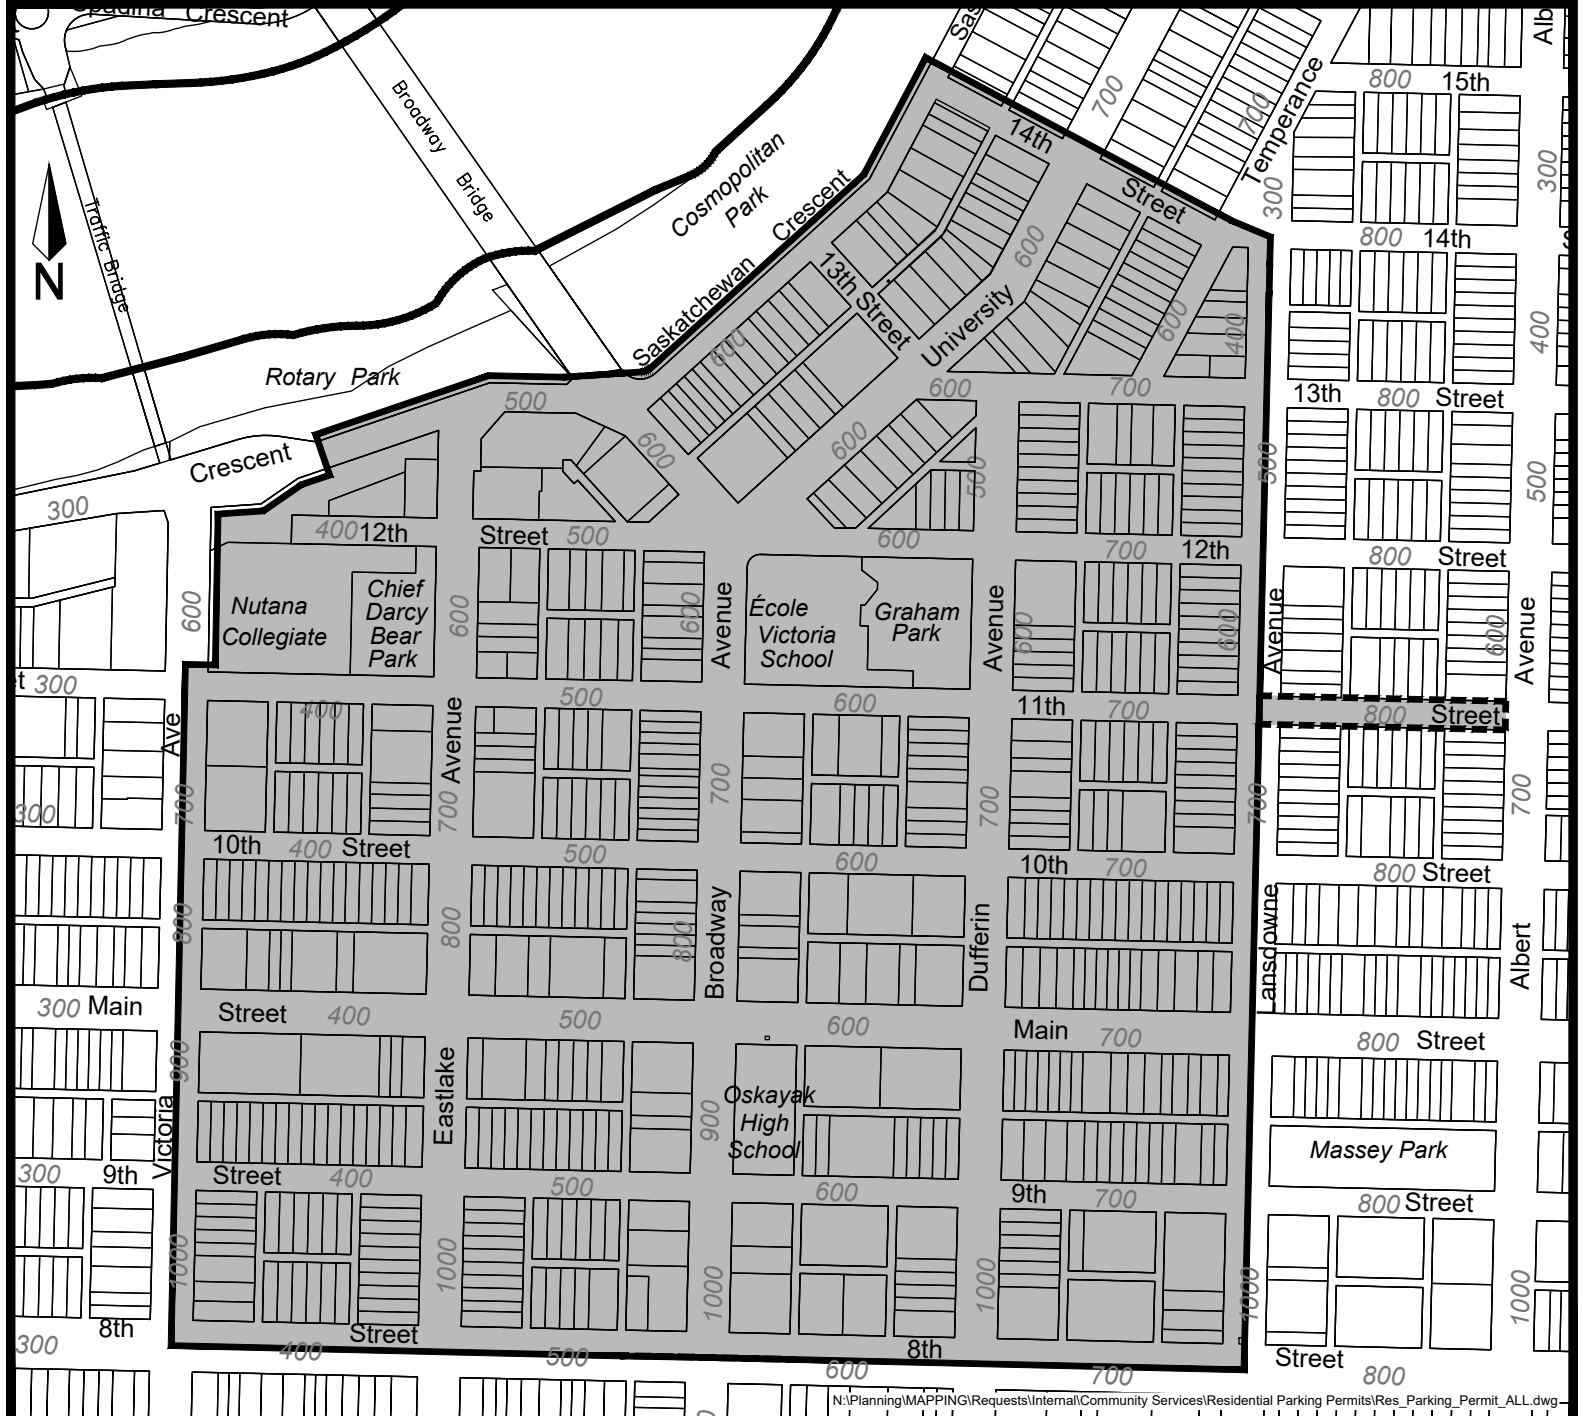 Spadina Crescent
Sas
Alb
Broadway
Bridge
Traffic Bridge
N
Cosmopolitan
Park
Saskatchewan Crescent
Rotary Park
Crescent
300
700
700
Temperance
800 15th
300
300
14th
Street
800 14th
13th Street
University
600
600
600
400
400
600
700
13th 800 Street
500
600
600
500
500
500
400 12th
Street 500
600
700 12th
800 Street
Nutana
Collegiate
Chief
Darcy
Bear
Park
600
600
600
Avenue
École
Victoria
School
Graham
Park
Avenue
600
600
Avenue
600
Avenue
300
400
500
600
11th 700
800 Street
Ave
Avenue
700
700
700
700
700
700
300
10th 400 Street
500
600
10th 700
800 Street
800
800
800
Broadway
Dufferin
Lansdowne
Albert
300 Main
Street 400
500
600
Main 700
800 Street
900
Eastlake
900
Oskayak
High
School
Massey Park
Victoria
300 9th
Street 400
500
600
9th 700
800 Street
1000
1000
1000
1000
1000
1000
8th
300
Street
400
500
600
8th
700
Street
800
N:\Planning\MAPPING\Requests\Internal\Community Services\Residential Parking Permits\Res_Parking_Permit_ALL.dwg